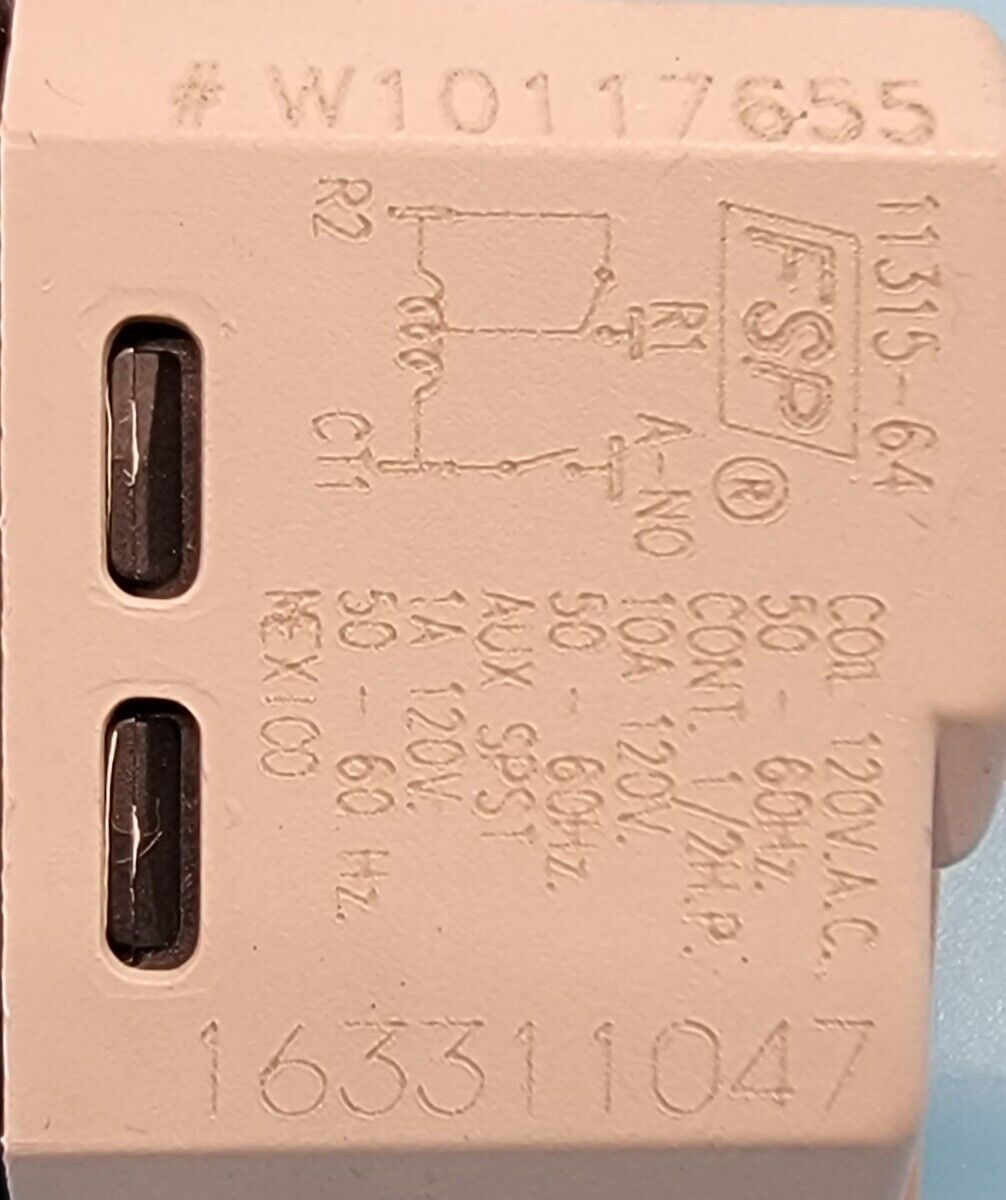 # W10117655
11315-64
FSP®
R1
A-NO
R2
CT1
COIL 120V.A.C.
50 - 60Hz.
CONT. 1/2H.P.
10A 120V.
50 - 60Hz.
AUX SPST
1A 120V.
50 - 60 Hz.
MEXICO
163311047